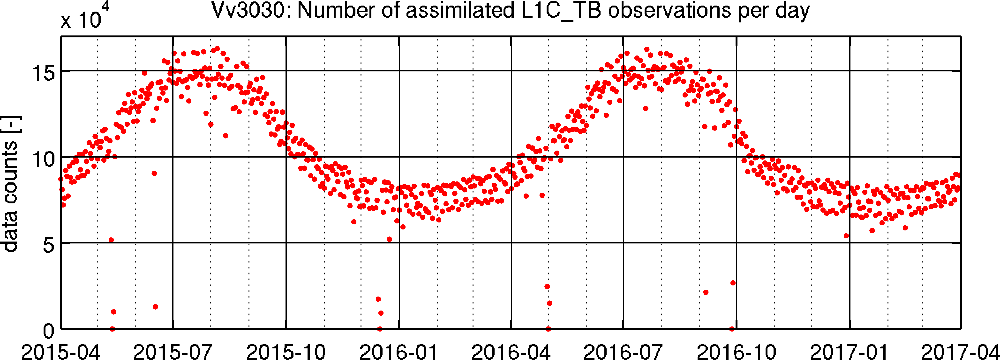 Vv3030: Number of assimilated L1C_TB observations per day
x 10^4
data counts [-]
15
10
5
0
2015-04 2015-07 2015-10 2016-01 2016-04 2016-07 2016-10 2017-01 2017-04